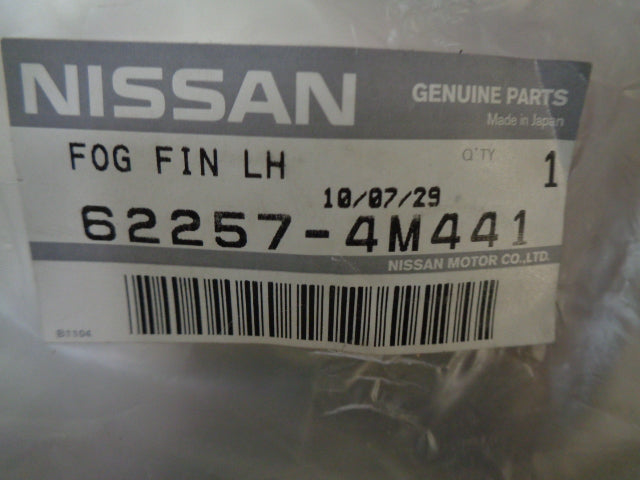 NISSAN GENUINE PARTS
Made in Japan
FOG FIN LH Q'TY 1
10/07/29
62257-4M441
NISSAN MOTOR CO.,LTD.
B1504